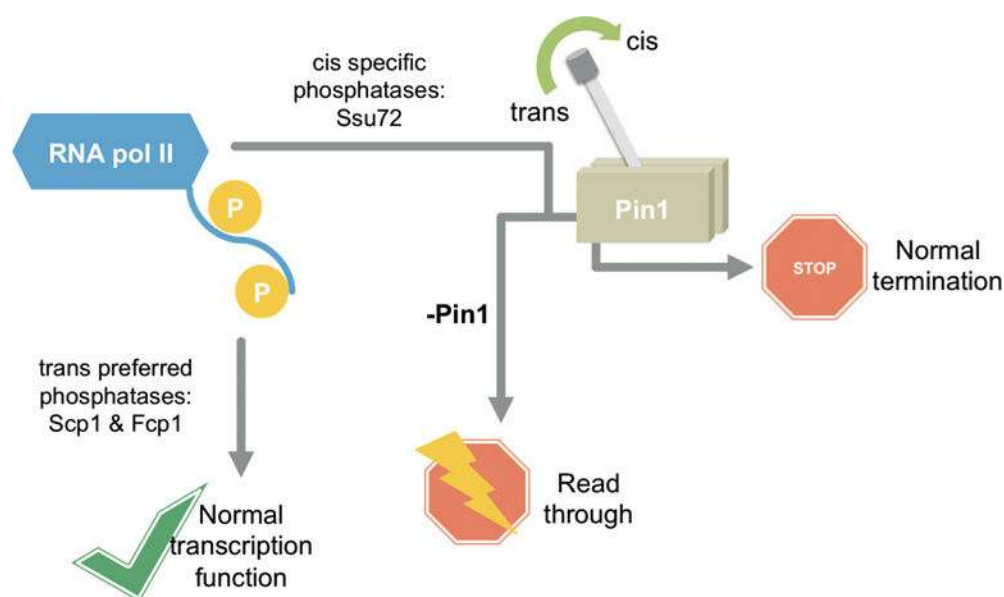 cis specific
phosphatases:
Ssu72
cis
trans
RNA pol II
P
P
Pin1
STOP
Normal
termination
-Pin1
trans preferred
phosphatases:
Scp1 & Fcp1
Normal
transcription
function
Read
through